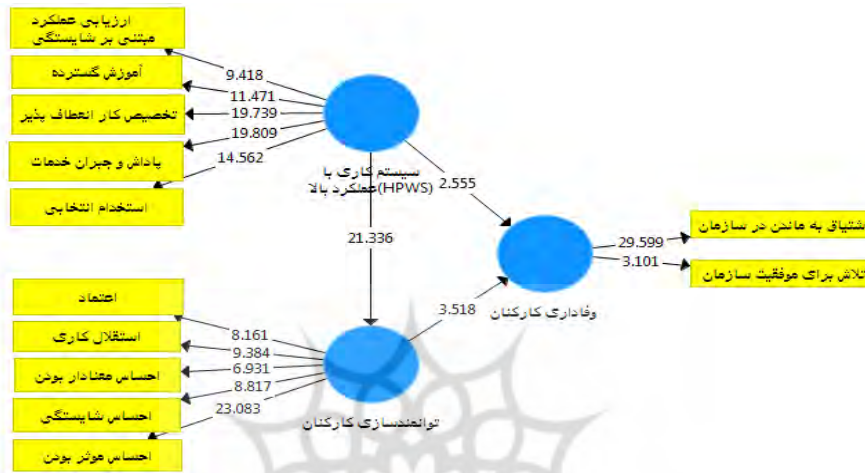 ارزیابی عملکرد
مبتنی بر شایستگی
9.418
آموزش گسترده
11.471
تخصیص کار انعطاف پذیر
19.739
پاداش و جبران خدمات
19.809
استخدام انتخابی
14.562
سیستم کاری با
عملکرد بالا(HPWS)
2.555
21.336
اشتیاق به ماندن در سازمان
29.599
تلاش برای موفقیت سازمان
3.101
وفاداری کارکنان
3.518
اعتماد
8.161
استقلال کاری
9.384
احساس معنادار بودن
6.931
احساس شایستگی
8.817
احساس موثر بودن
23.083
توانمندسازی کارکنان